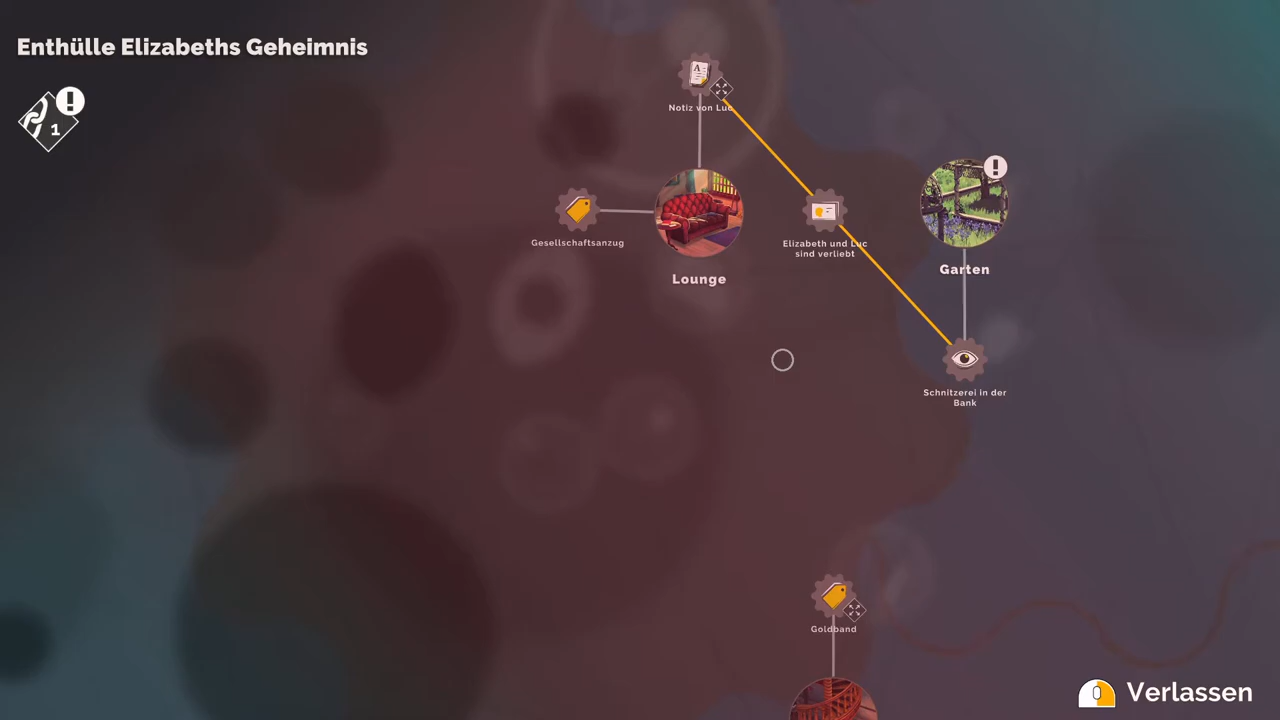 Enthülle Elizabeths Geheimnis
1
Notiz von Luc
Gesellschaftsanzug
Elizabeth und Luc
sind verliebt
Garten
Lounge
Schnitzerei in der
Bank
Goldband
Verlassen